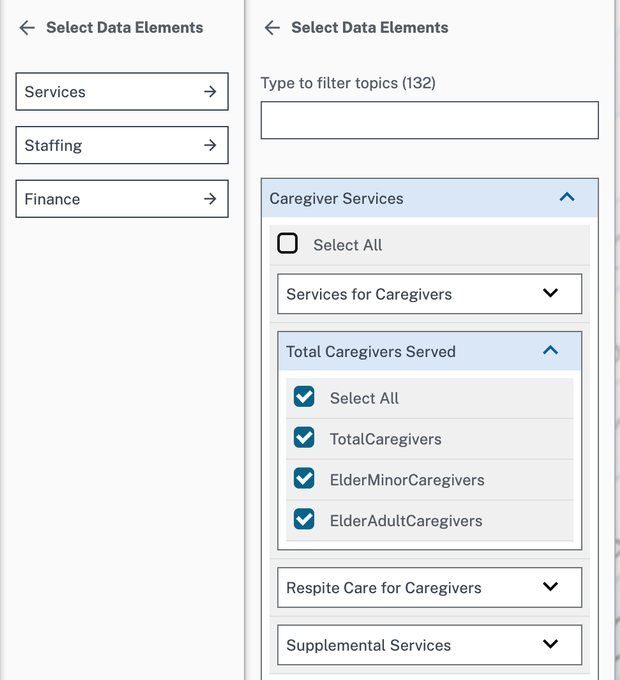 Select Data Elements
Services
Staffing
Finance
Select Data Elements
Type to filter topics (132)
Caregiver Services
Select All
Services for Caregivers
Total Caregivers Served
Select All
TotalCaregivers
ElderMinorCaregivers
ElderAdultCaregivers
Respite Care for Caregivers
Supplemental Services